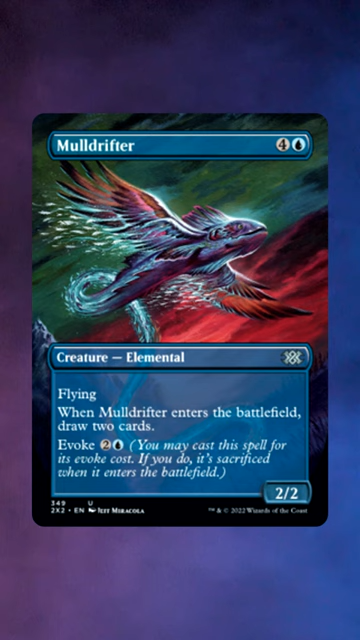 Mulldrifter 4
Creature — Elemental
Flying
When Mulldrifter enters the battlefield,
draw two cards.
Evoke 2 (You may cast this spell for
its evoke cost. If you do, it's sacrificed
when it enters the battlefield.)
2/2
349 U
2X2 • EN Jeff Miracola ™ & © 2022 Wizards of the Coast